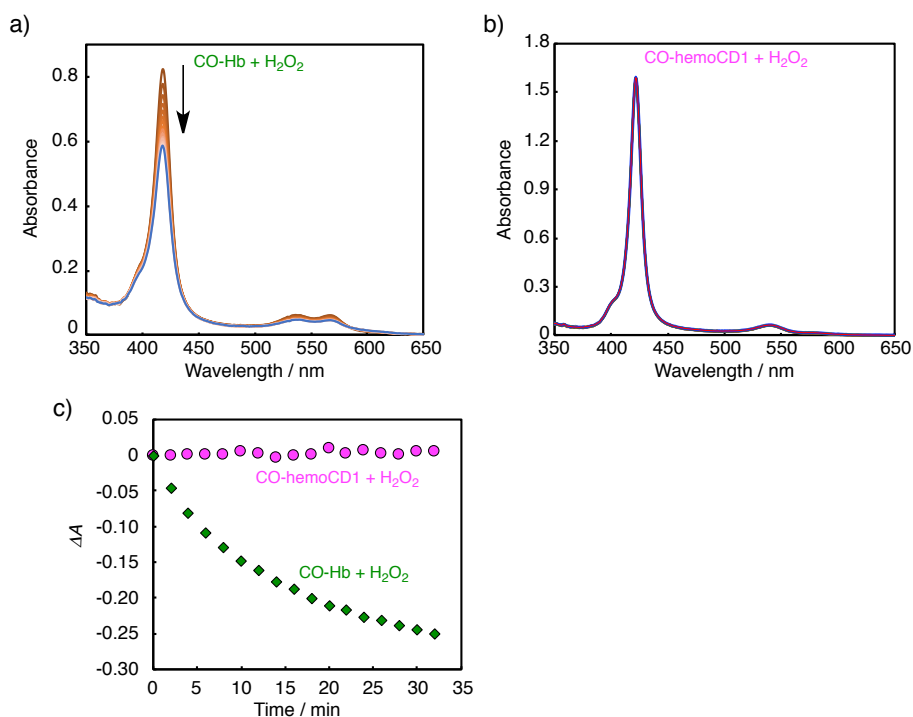 a)
CO-Hb + H₂O₂
0.8
0.6
0.4
0.2
0
Absorbance
350 400 450 500 550 600 650
Wavelength / nm
b)
CO-hemoCD1 + H₂O₂
1.8
1.5
1.2
0.9
0.6
0.3
0
Absorbance
350 400 450 500 550 600 650
Wavelength / nm
c)
0.05
0
-0.05
-0.10
-0.15
-0.20
-0.25
-0.30
ΔA
CO-hemoCD1 + H₂O₂
CO-Hb + H₂O₂
0 5 10 15 20 25 30 35
Time / min